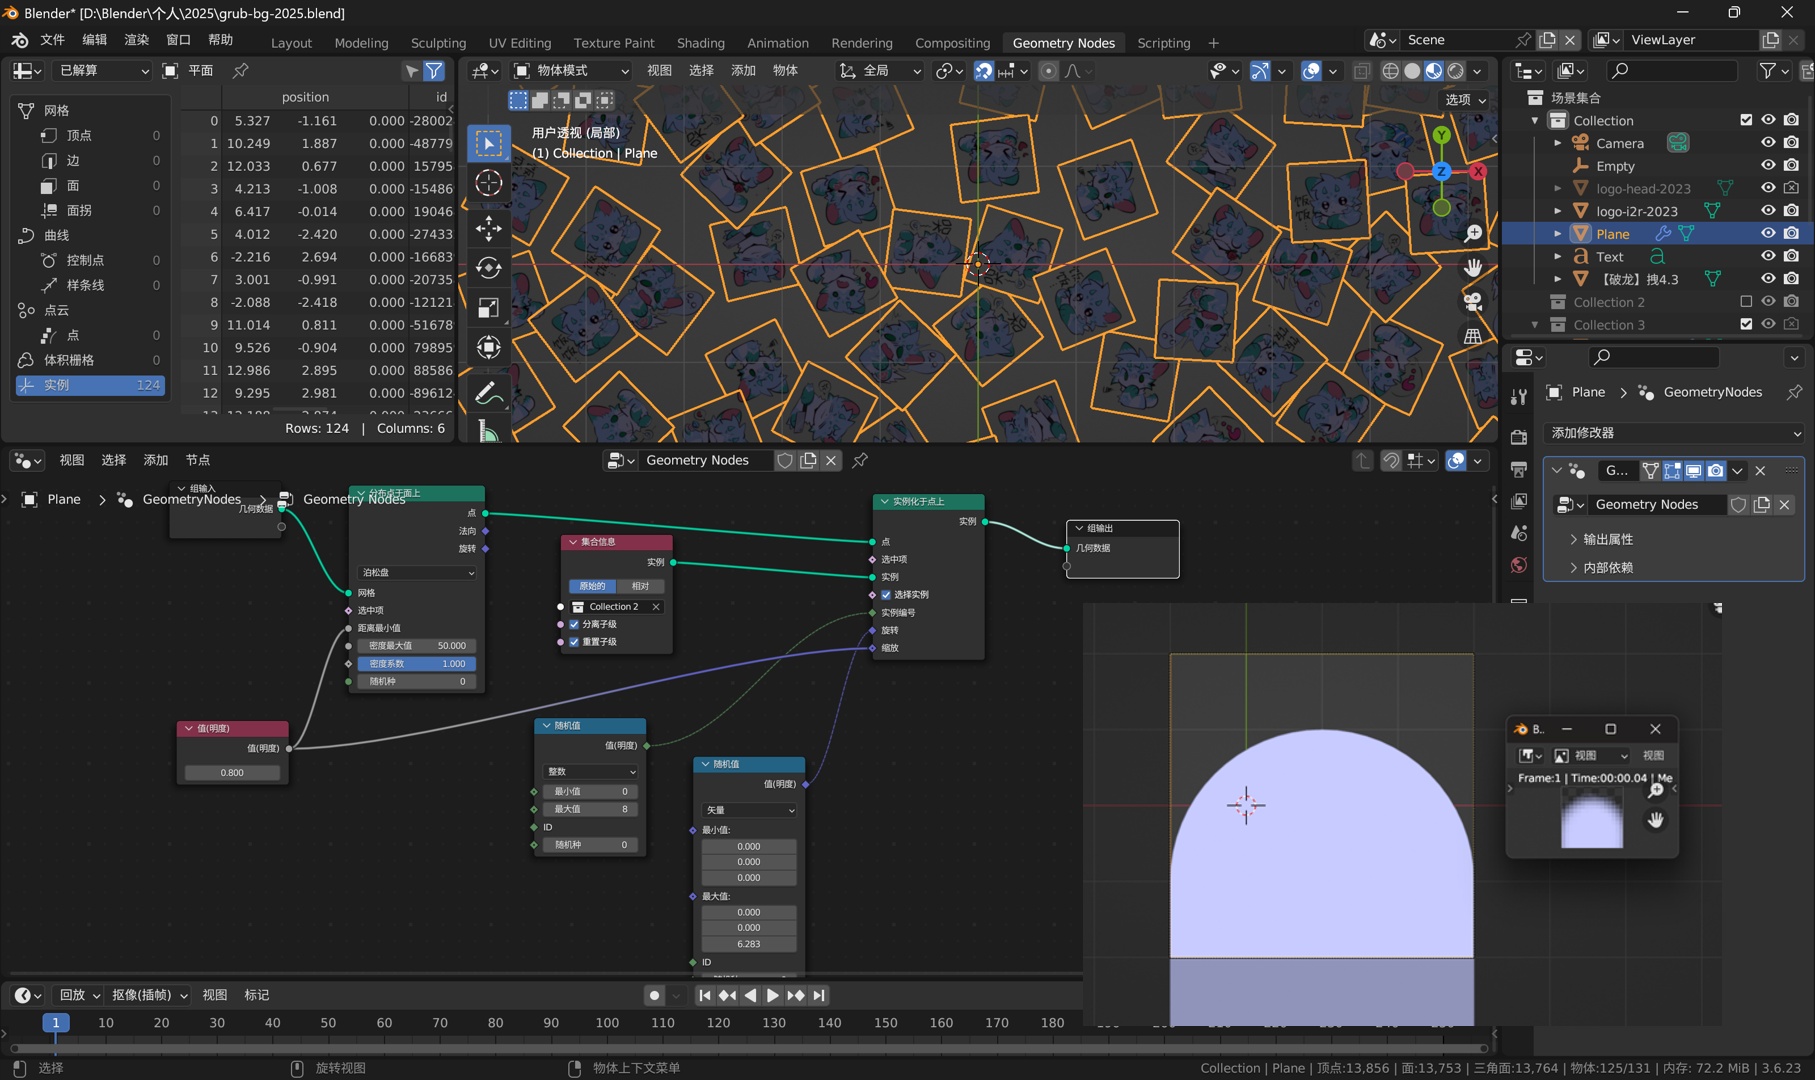 Blender* [D:\Blender\个人\2025\grub-bg-2025.blend]
文件 编辑 渲染 窗口 帮助 Layout Modeling Sculpting UV Editing Texture Paint Shading Animation Rendering Compositing Geometry Nodes Scripting + Scene ViewLayer
已解算 平面
网格
顶点 0
边 0
面 0
面拐 0
曲线
控制点 0
样条线 0
点云
点 0
体积栅格 0
实例 124
position id
0 5.327 -1.161 0.000 -28002
1 10.249 1.887 0.000 -48779
2 12.033 0.677 0.000 15795
3 4.213 -1.008 0.000 -15486
4 6.417 -0.014 0.000 19046
5 4.012 -2.420 0.000 -27433
6 -2.216 2.694 0.000 -16683
7 3.001 -0.991 0.000 -20735
8 -2.088 -2.418 0.000 -12121
9 11.014 0.811 0.000 -51678
10 9.526 -0.904 0.000 79895
11 12.986 2.895 0.000 88586
12 9.295 2.981 0.000 -89612
Rows: 124 | Columns: 6
物体模式 视图 选择 添加 物体 全局
选项
用户透视 (局部)
(1) Collection | Plane
Y
Z
X
场景集合
Collection
Camera
Empty
logo-head-2023
logo-i2r-2023
Plane
Text
【破龙】拽4.3
Collection 2
Collection 3
Plane > GeometryNodes
添加修改器
G...
Geometry Nodes
输出属性
内部依赖
视图 选择 添加 节点 Geometry Nodes
Plane > GeometryNodes > Geometry Nodes
组输入
几何数据
分布点于面上
点
法向
旋转
泊松盘
网格
选中项
距离最小值
密度最大值 50.000
密度系数 1.000
随机种 0
集合信息
实例
原始的 相对
Collection 2
分离子级
重置子级
实例化于点上
实例
点
选中项
实例
选择实例
实例编号
旋转
缩放
组输出
几何数据
值(明度)
值(明度)
0.800
随机值
值(明度)
整数
最小值 0
最大值 8
ID
随机种 0
随机值
值(明度)
矢量
最小值:
0.000
0.000
0.000
最大值:
0.000
0.000
6.283
ID
B..
视图 视图
Frame:1 | Time:00:00.04 | Me
回放 抠像(插帧) 视图 标记
1 10 20 30 40 50 60 70 80 90 100 110 120 130 140 150 160 170 180
选择 旋转视图 物体上下文菜单
Collection | Plane | 顶点:13,856 | 面:13,753 | 三角面:13,764 | 物体:125/131 | 内存: 72.2 MiB | 3.6.23